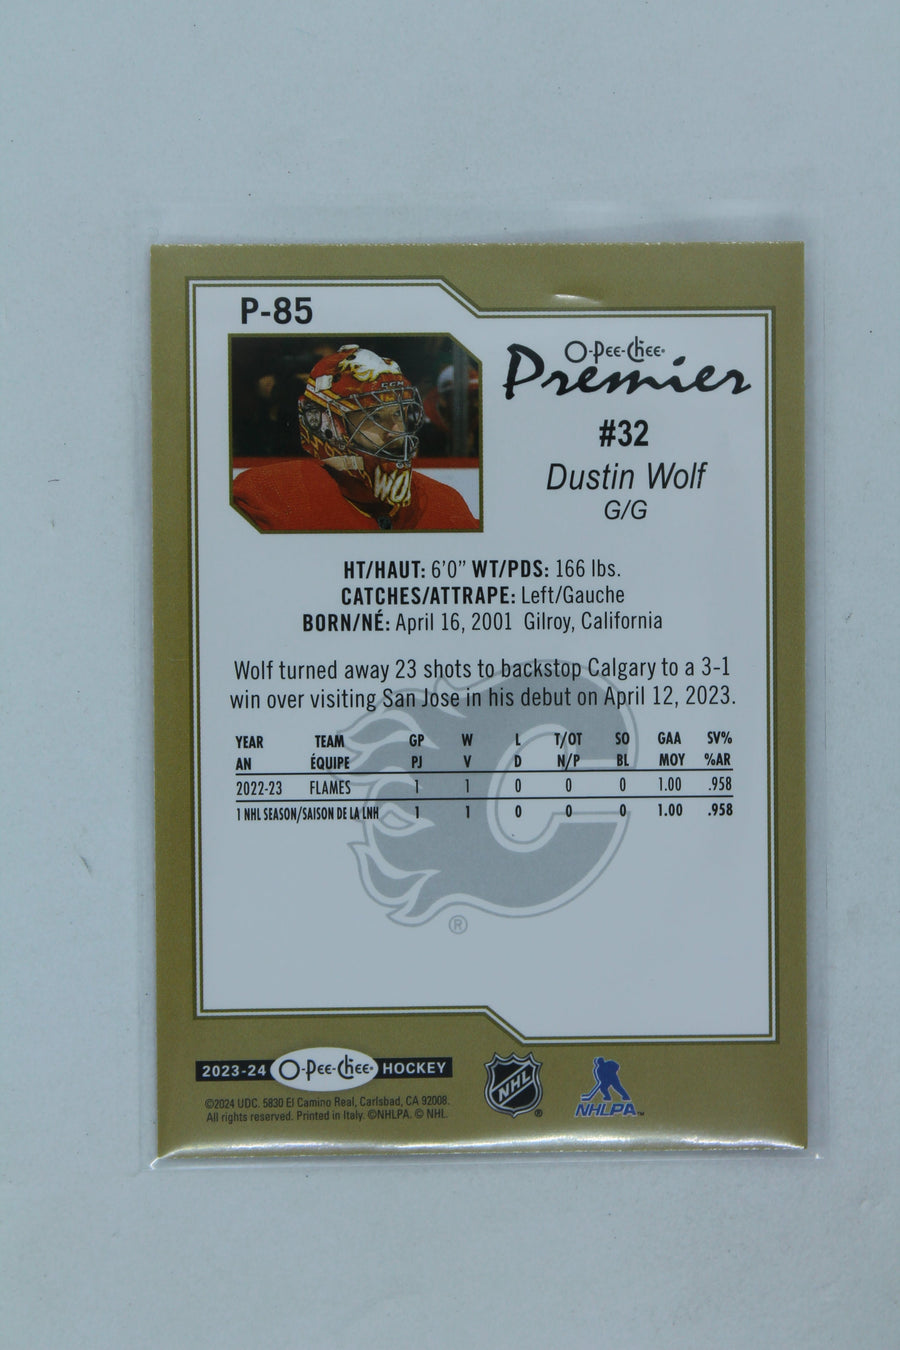 P-85
O-Pee-Chee
Premier
#32
Dustin Wolf
G/G
CCM
WO
HT/HAUT: 6'0" WT/PDS: 166 lbs.
CATCHES/ATTRAPE: Left/Gauche
BORN/NÉ: April 16, 2001 Gilroy, California
Wolf turned away 23 shots to backstop Calgary to a 3-1
win over visiting San Jose in his debut on April 12, 2023.
YEAR TEAM GP W L T/OT SO GAA SV%
AN ÉQUIPE PJ V D N/P BL MOY %AR
2022-23 FLAMES 1 1 0 0 0 1.00 .958
1 NHL SEASON/SAISON DE LA LNH 1 1 0 0 0 1.00 .958
C
®
2023-24 O-Pee-Chee® HOCKEY
©2024 UDC. 5830 El Camino Real, Carlsbad, CA 92008.
All rights reserved. Printed in Italy. ©NHLPA. © NHL.
NHL ®
NHLPA™